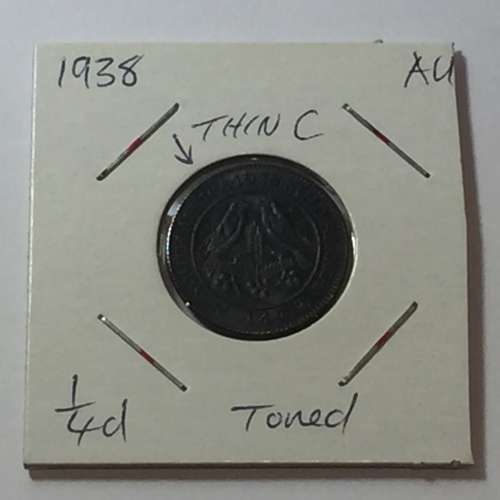 1938 AU
THIN C
1/4d Toned